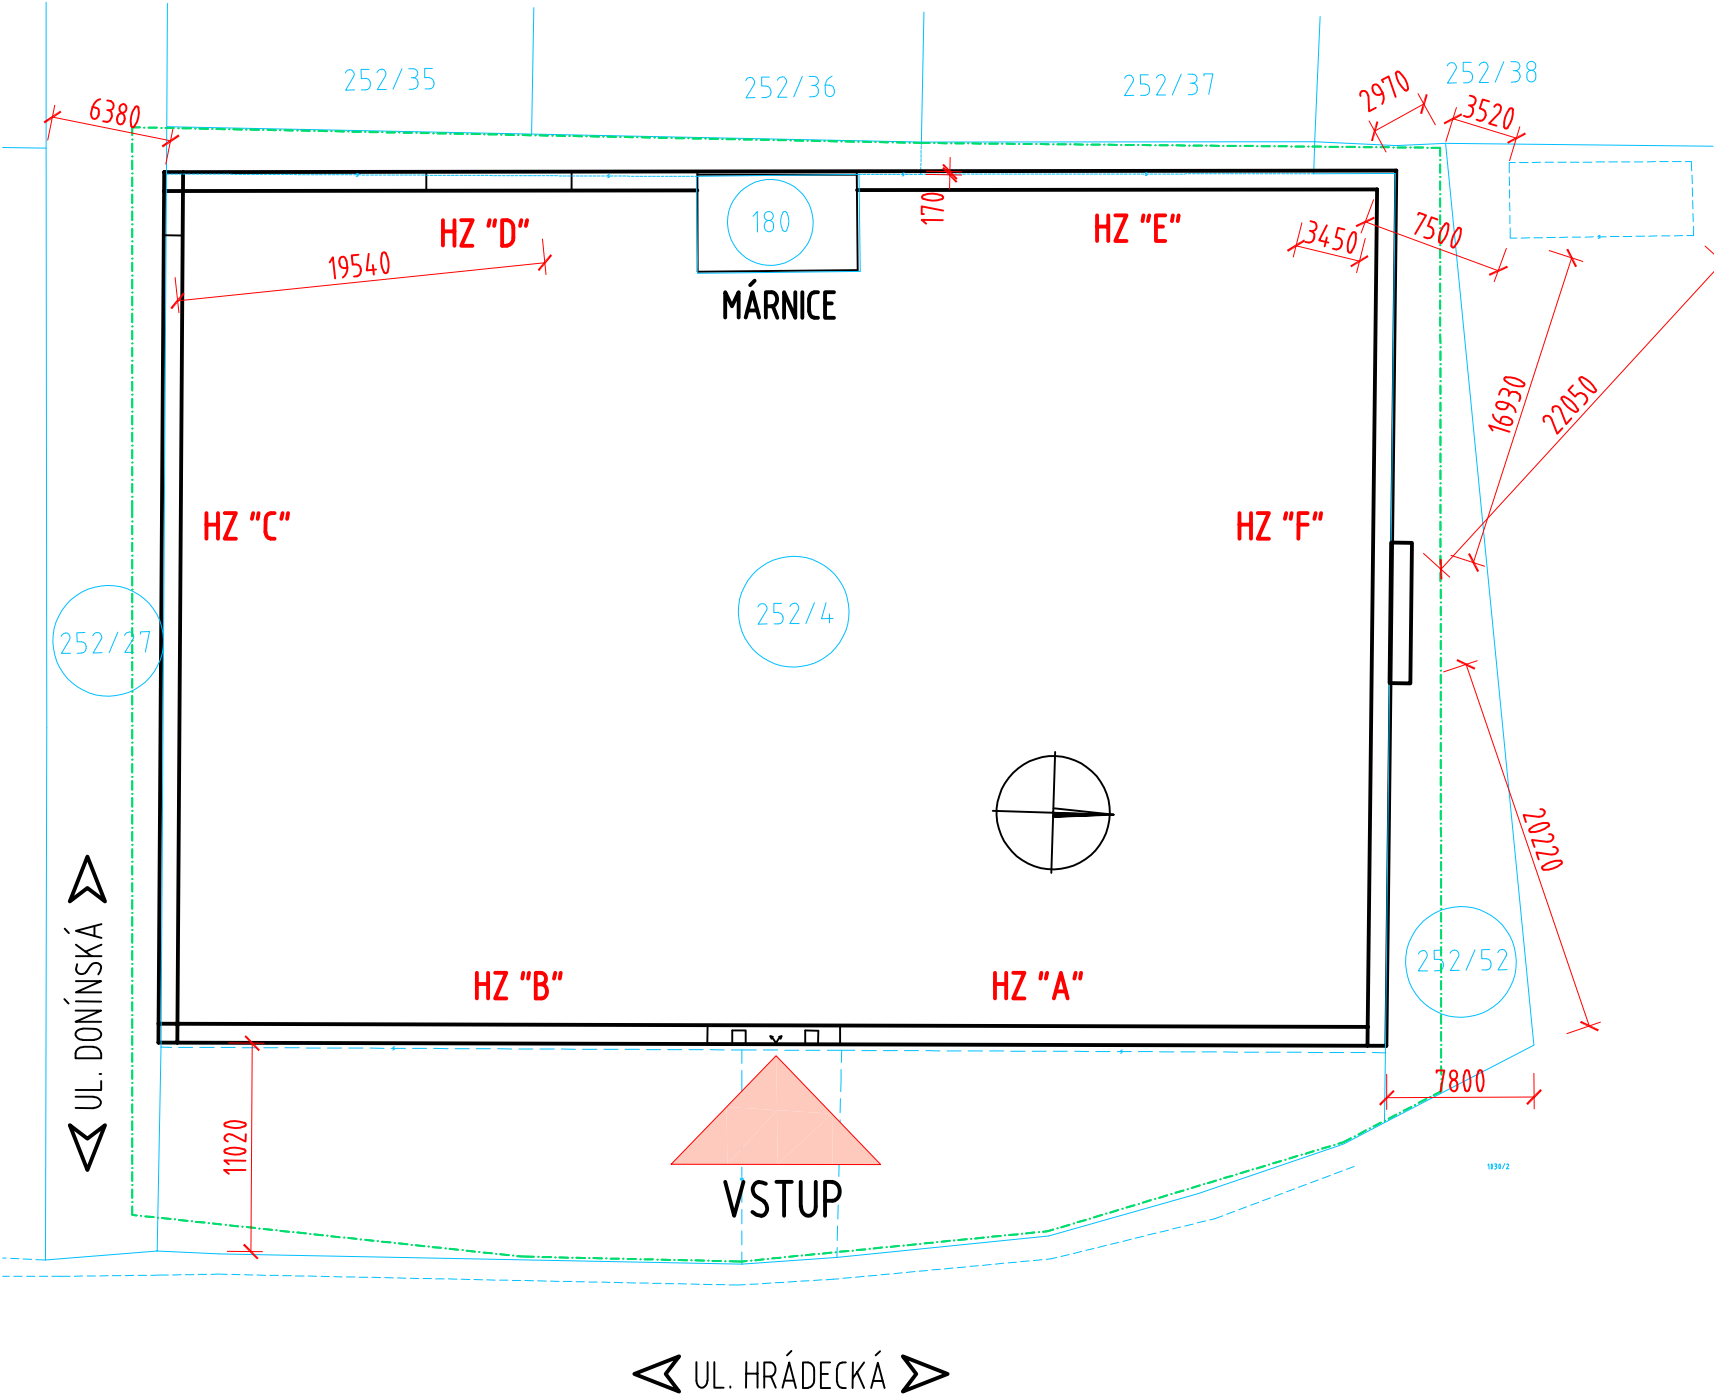 252/35
252/36
252/37
252/38
6380
2970
3520
180
170
HZ "D"
HZ "E"
3450
7500
19540
MÁRNICE
16930
22050
HZ "C"
HZ "F"
252/4
252/27
20220
UL. DONÍNSKÁ
252/52
HZ "B"
HZ "A"
7800
11020
VSTUP
1030/2
UL. HRÁDECKÁ